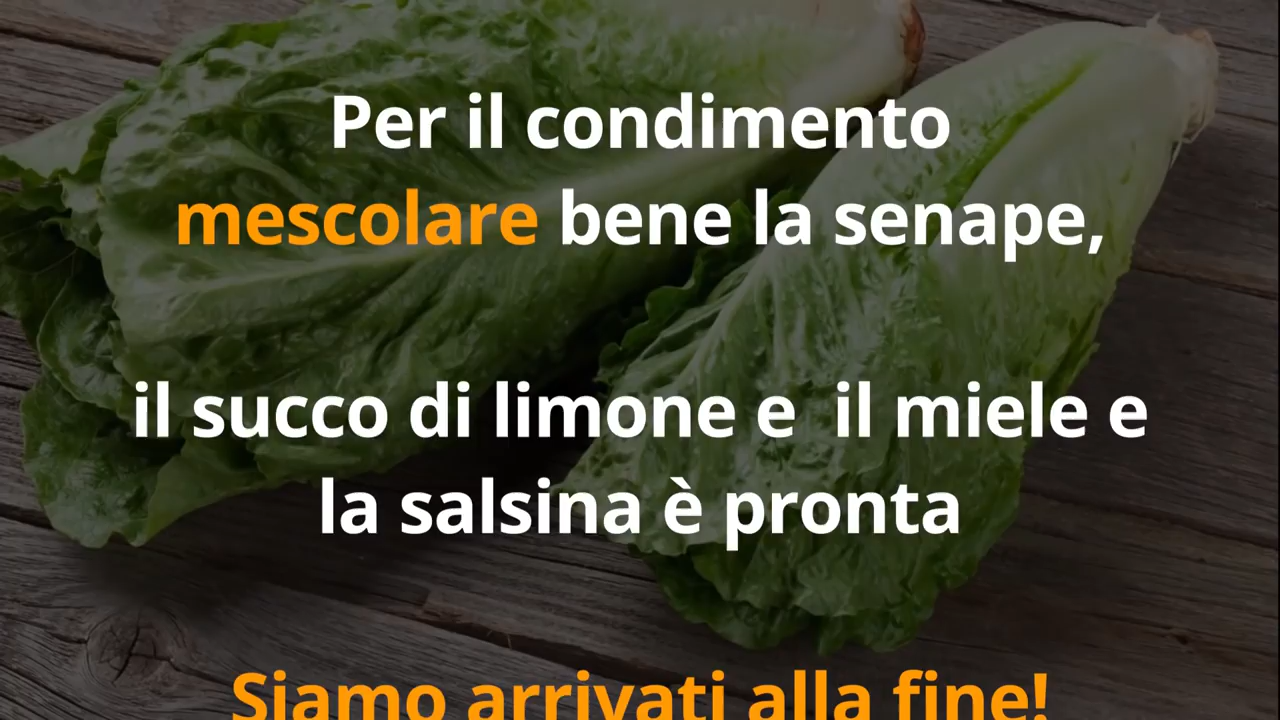 Per il condimento
mescolare bene la senape,
il succo di limone e  il miele e
la salsina è pronta
Siamo arrivati alla fine!